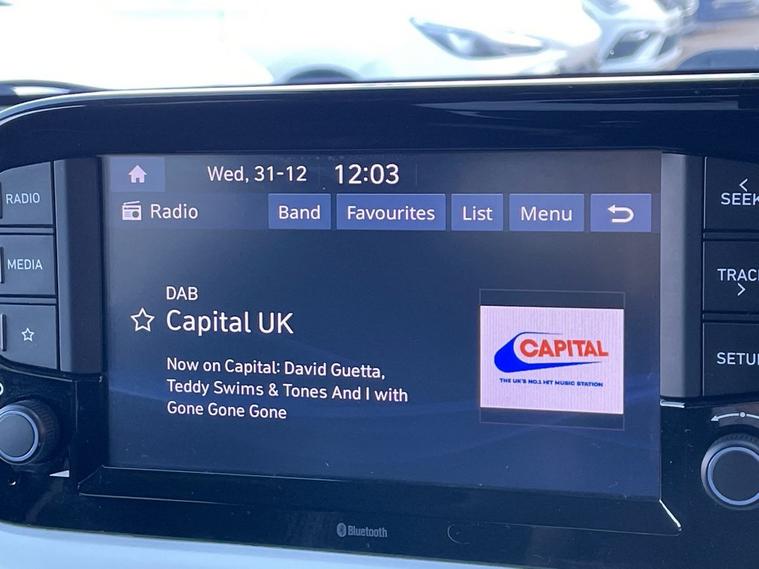 Wed, 31-12 12:03
RADIO
SEEK
Radio Band Favourites List Menu
MEDIA
TRACK
DAB
Capital UK
CAPITAL
THE UK'S NO.1 HIT MUSIC STATION
Now on Capital: David Guetta,
Teddy Swims & Tones And I with
Gone Gone Gone
SETUP
Bluetooth